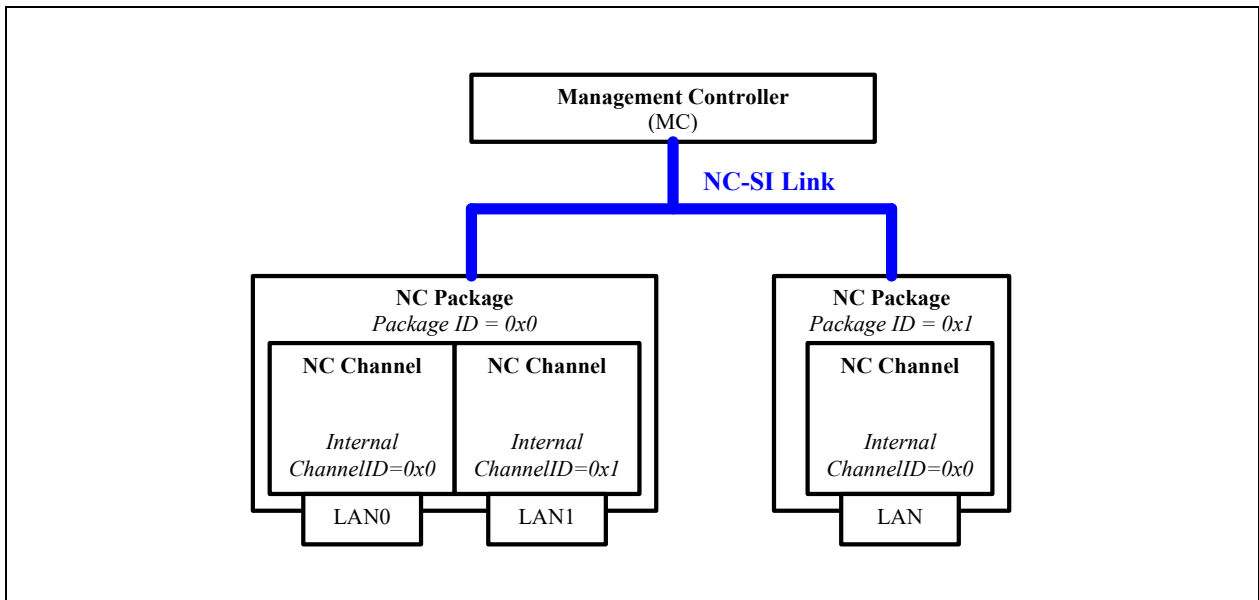 Management Controller
(MC)
NC-SI Link
NC Package
Package ID = 0x0
NC Channel
Internal
ChannelID=0x0
LAN0
NC Channel
Internal
ChannelID=0x1
LAN1
NC Package
Package ID = 0x1
NC Channel
Internal
ChannelID=0x0
LAN